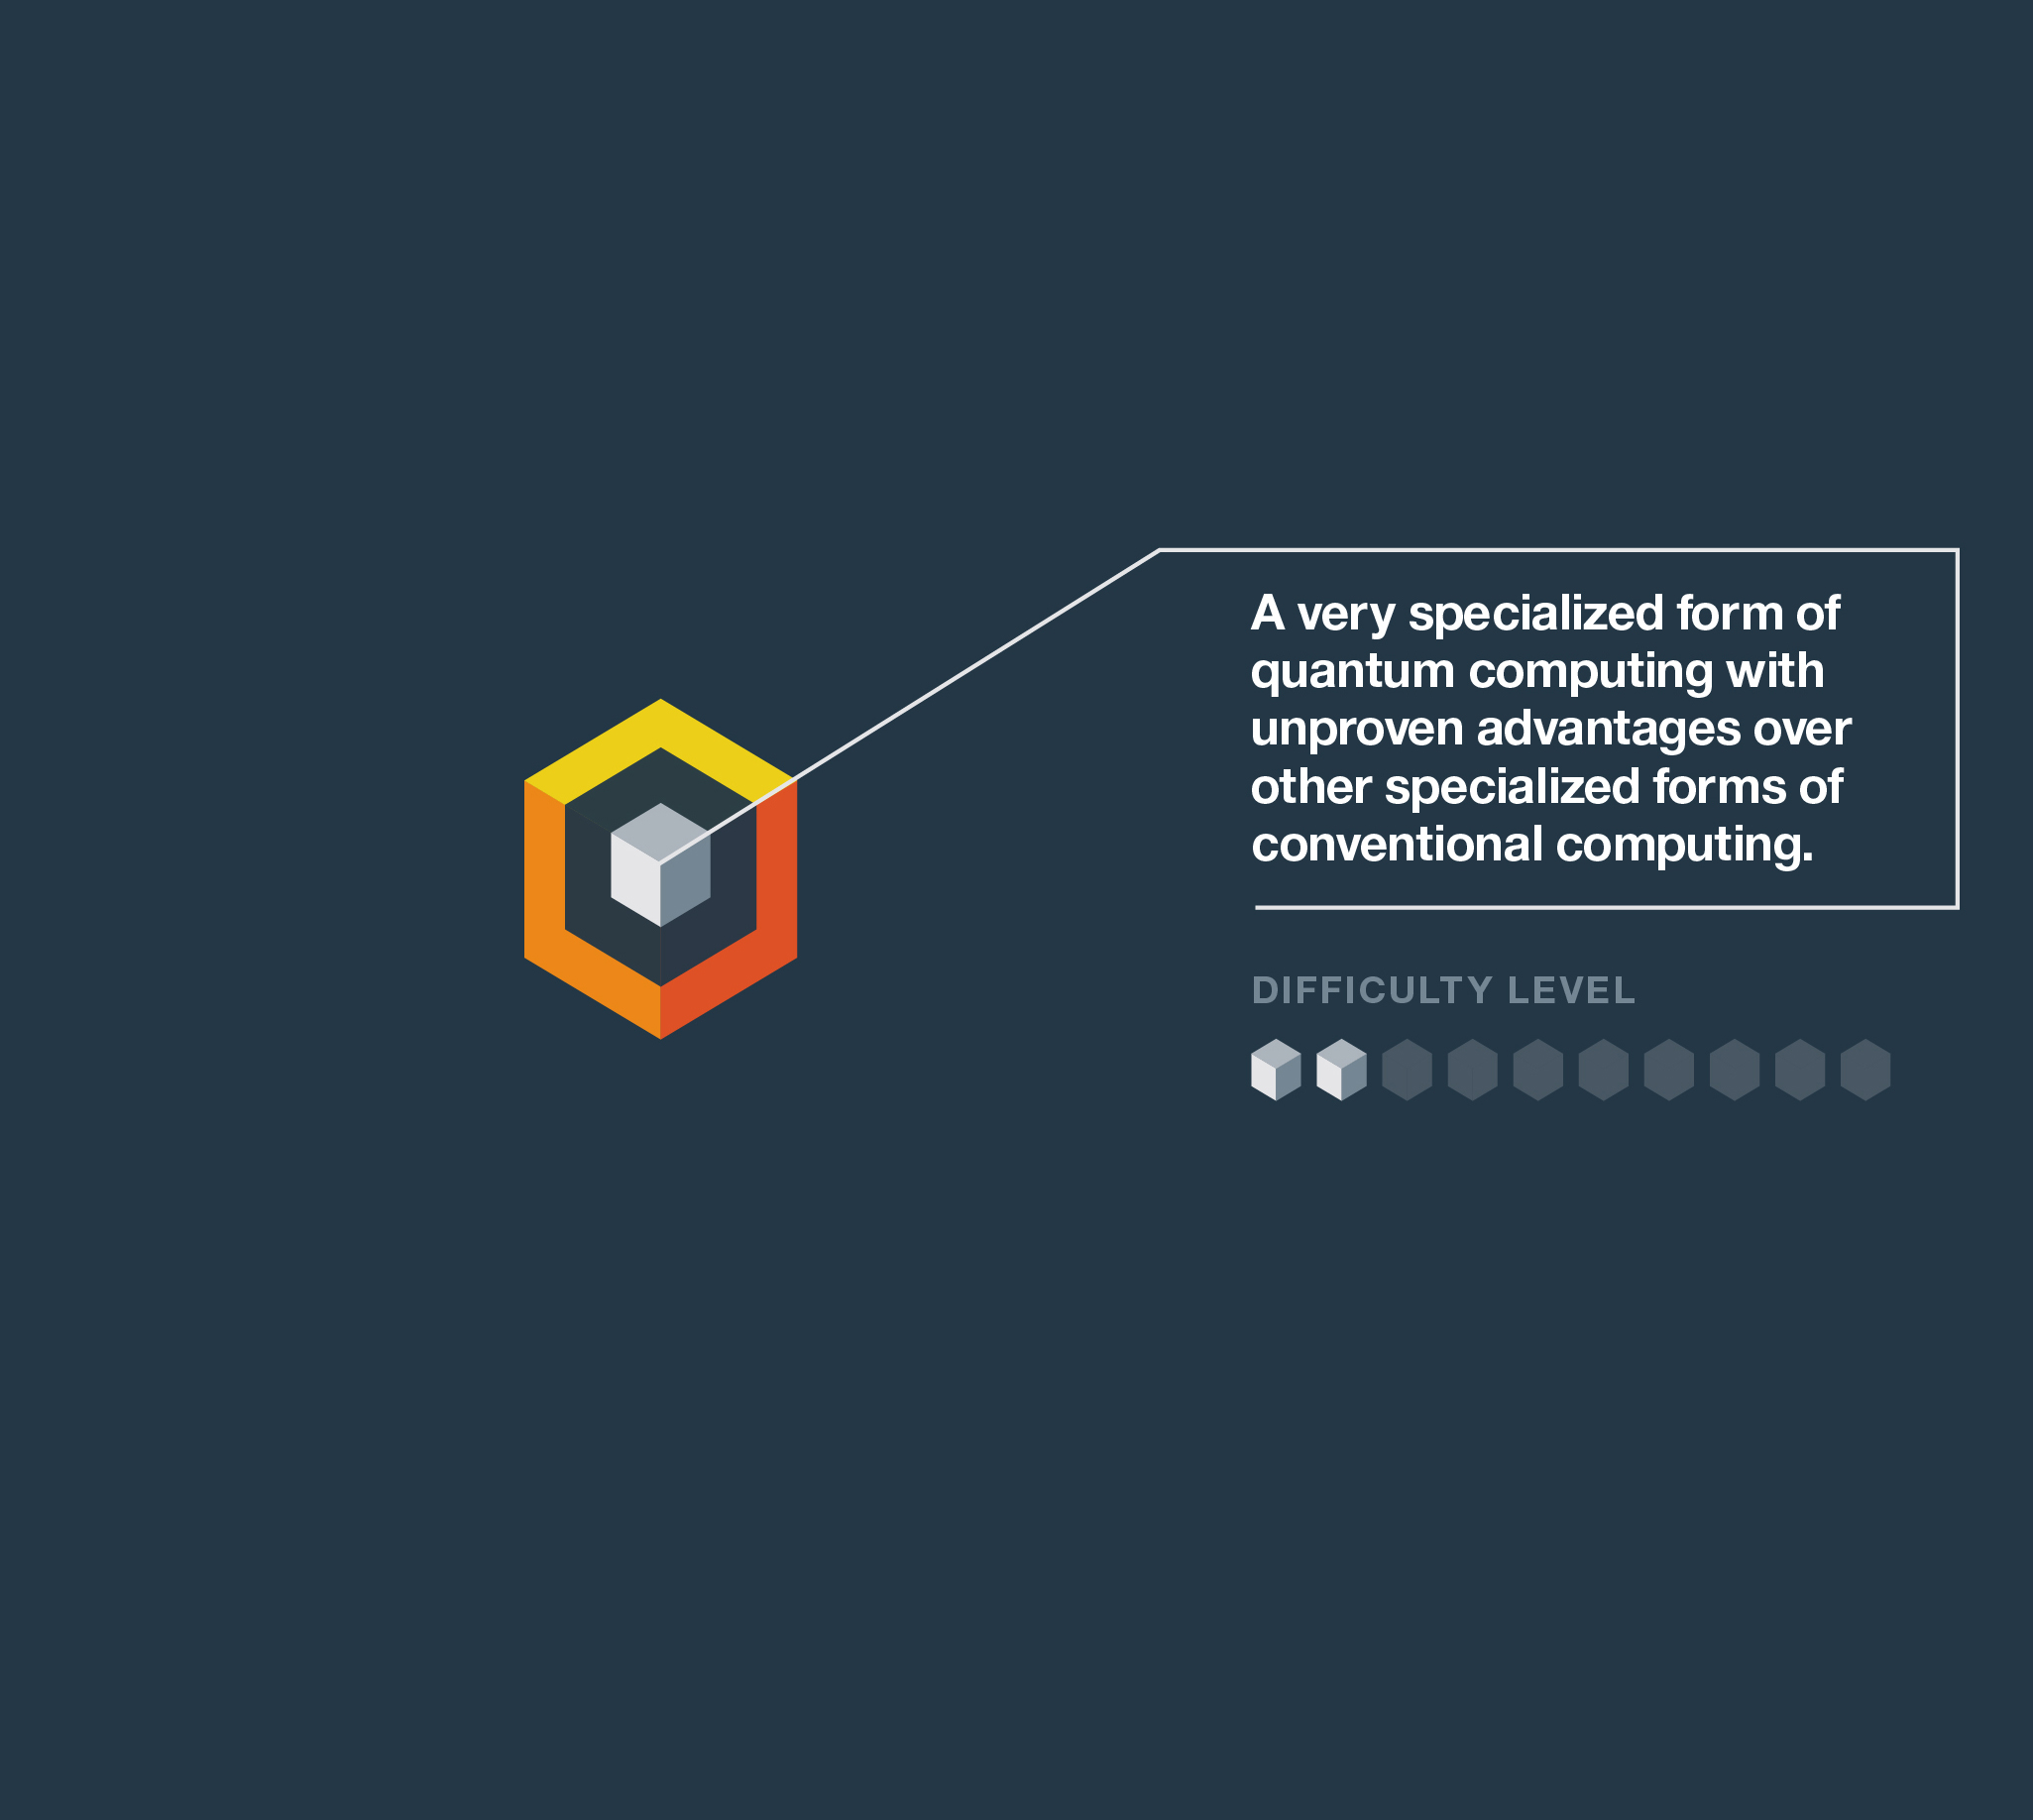 A very specialized form of
quantum computing with
unproven advantages over
other specialized forms of
conventional computing.
DIFFICULTY LEVEL